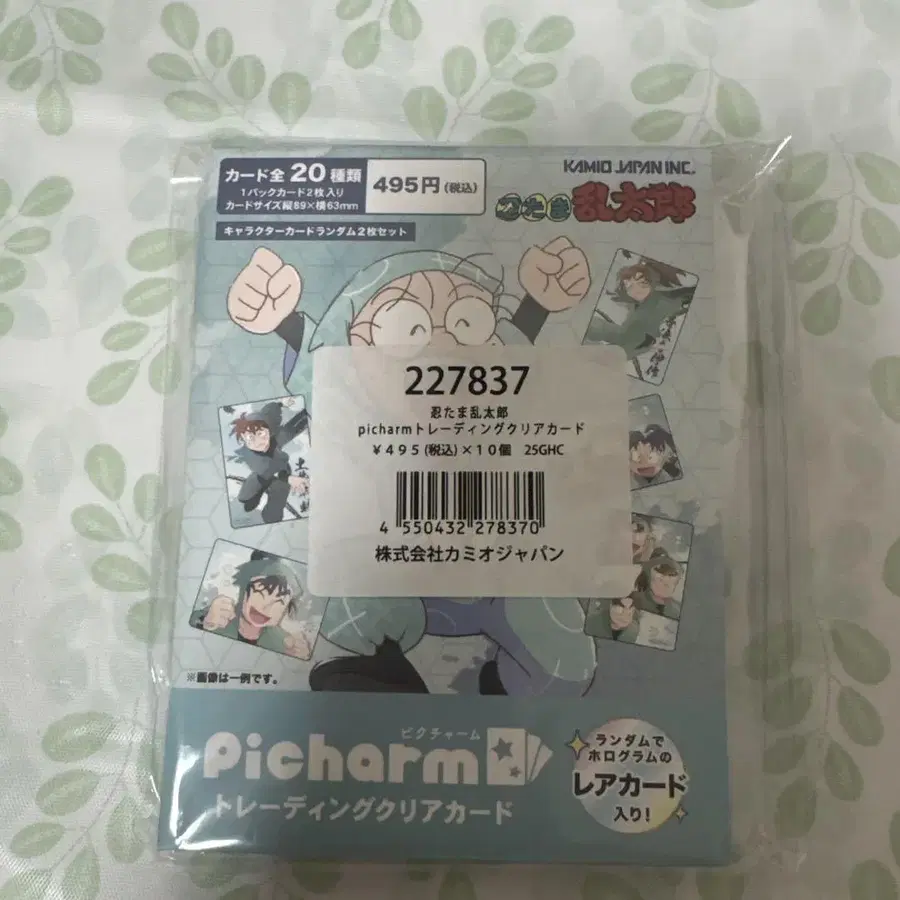 カード全20種類
1パックカード2枚入り
カードサイズ縦89×横63mm
495円(税込)
KAMIO JAPAN INC.
忍たま乱太郎
キャラクターカードランダム2枚セット
227837
忍たま乱太郎
picharmトレーディングクリアカード
¥495(税込)×10個 25GHC
4 550432 278370
株式会社カミオジャパン
※画像は一例です。
ピクチャーム
Picharm
トレーディングクリアカード
ランダムで
ホログラムの
レアカード
入り!